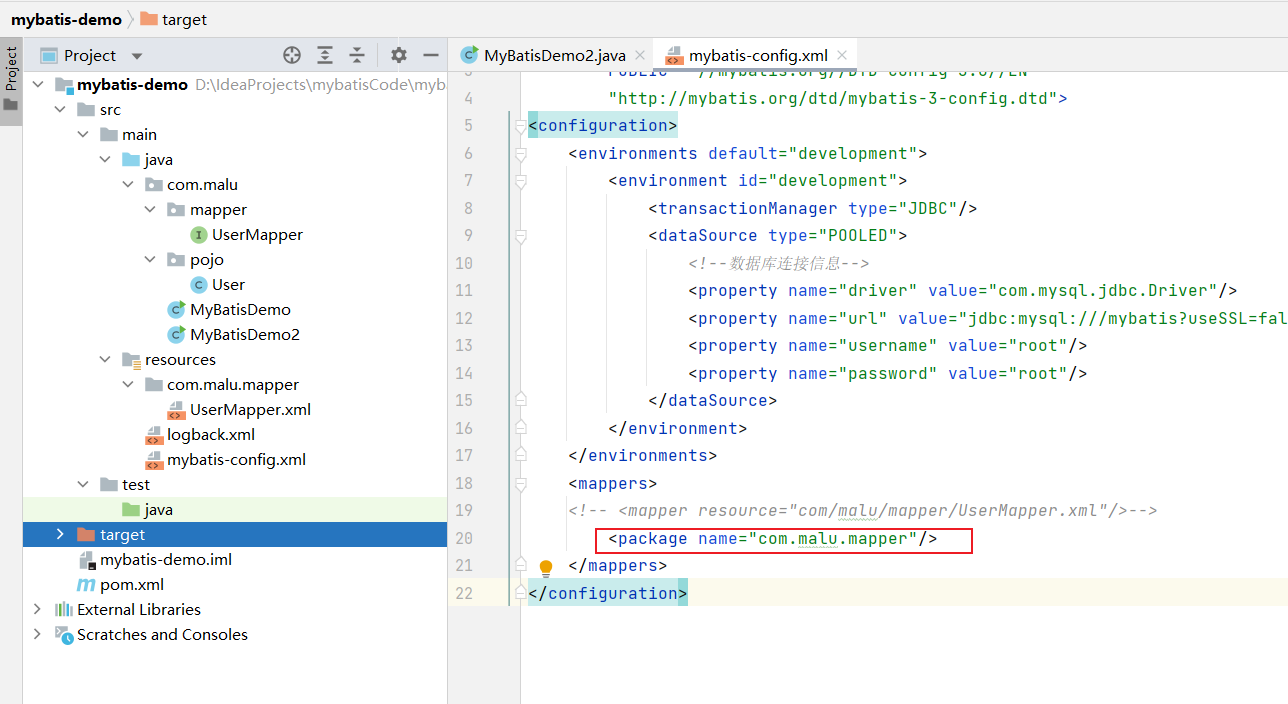 mybatis-demo target
Project
Project
MyBatisDemo2.java
mybatis-config.xml
mybatis-demo D:\IdeaProjects\mybatisCode\myb
src
main
java
com.malu
mapper
UserMapper
pojo
User
MyBatisDemo
MyBatisDemo2
resources
com.malu.mapper
UserMapper.xml
logback.xml
mybatis-config.xml
test
java
target
mybatis-demo.iml
pom.xml
External Libraries
Scratches and Consoles
4 "http://mybatis.org/dtd/mybatis-3-config.dtd">
5 <configuration>
6 <environments default="development">
7 <environment id="development">
8 <transactionManager type="JDBC"/>
9 <dataSource type="POOLED">
10 <!--数据库连接信息-->
11 <property name="driver" value="com.mysql.jdbc.Driver"/>
12 <property name="url" value="jdbc:mysql:///mybatis?useSSL=fal
13 <property name="username" value="root"/>
14 <property name="password" value="root"/>
15 </dataSource>
16 </environment>
17 </environments>
18 <mappers>
19 <!-- <mapper resource="com/malu/mapper/UserMapper.xml"/>-->
20 <package name="com.malu.mapper"/>
21 </mappers>
22 </configuration>